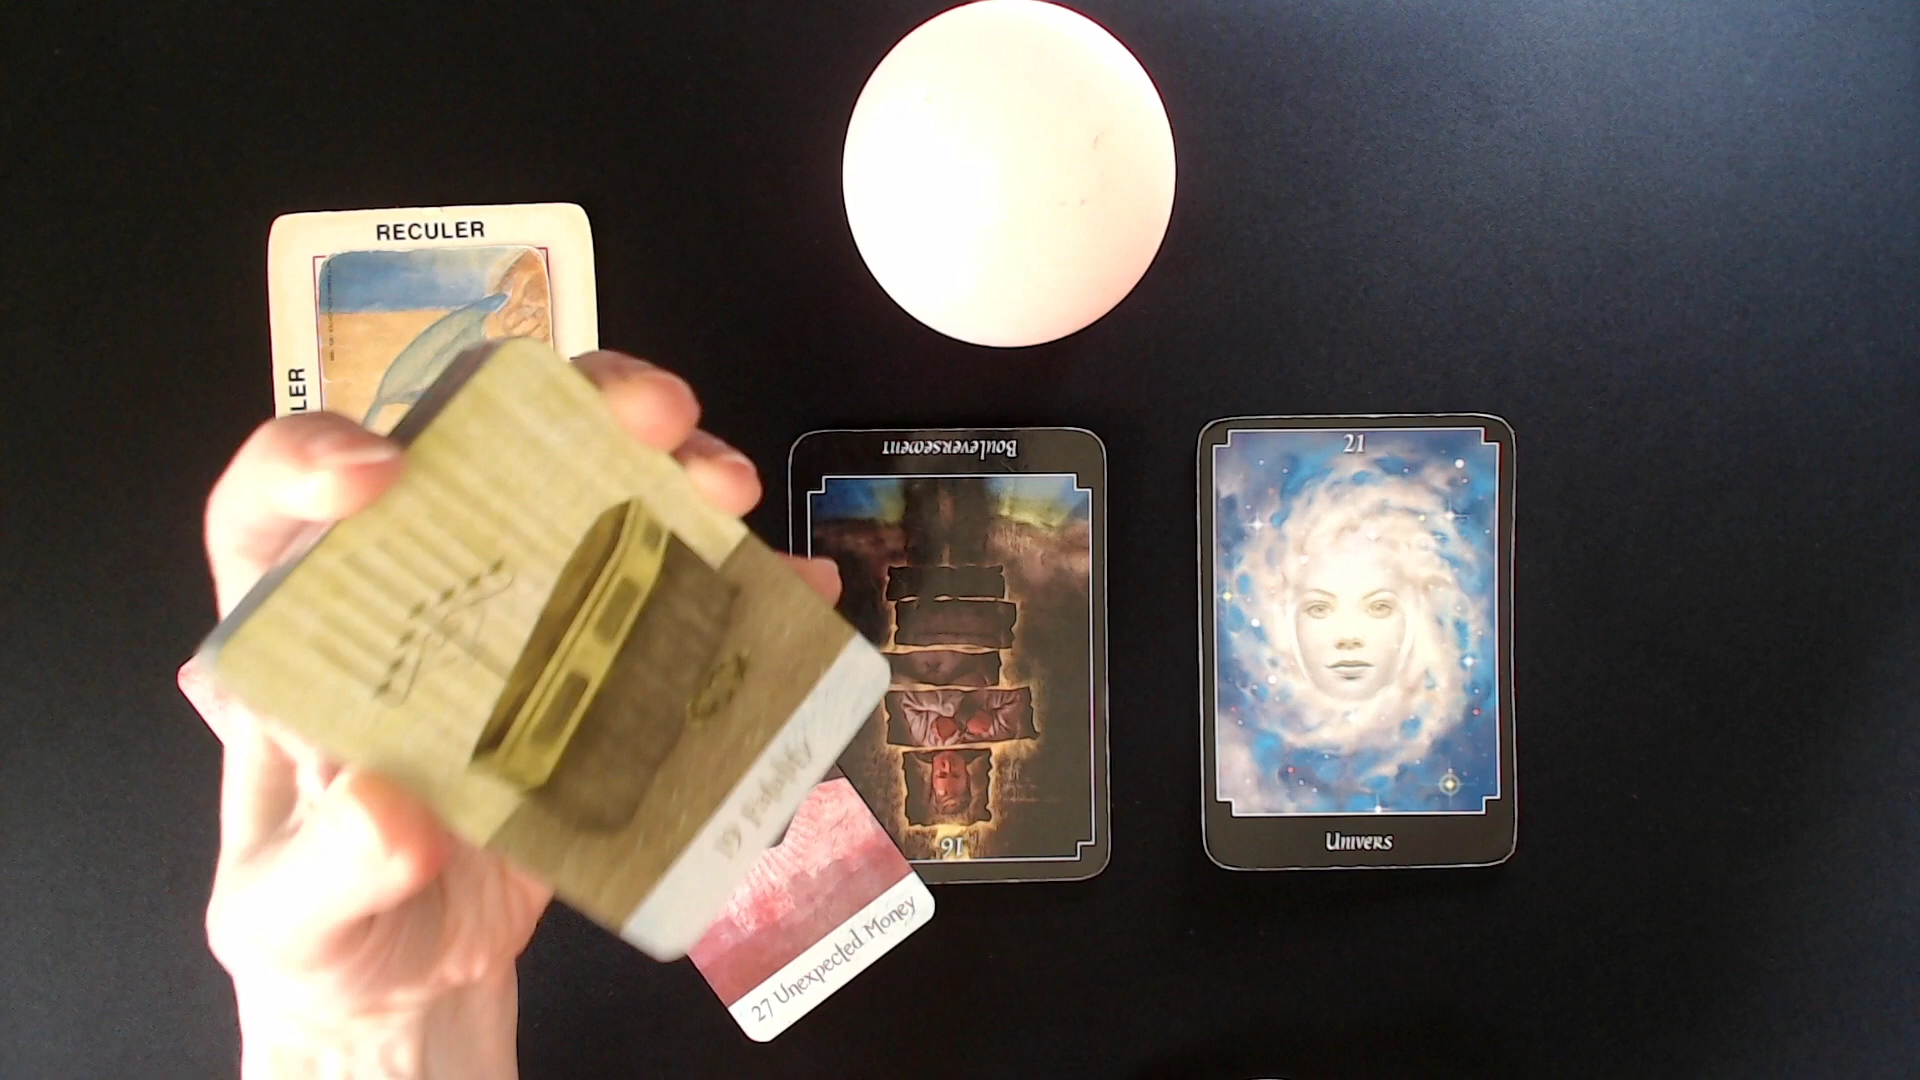 RECULER
LER
Bouleversement
16
21
Univers
27 Unexpected Money